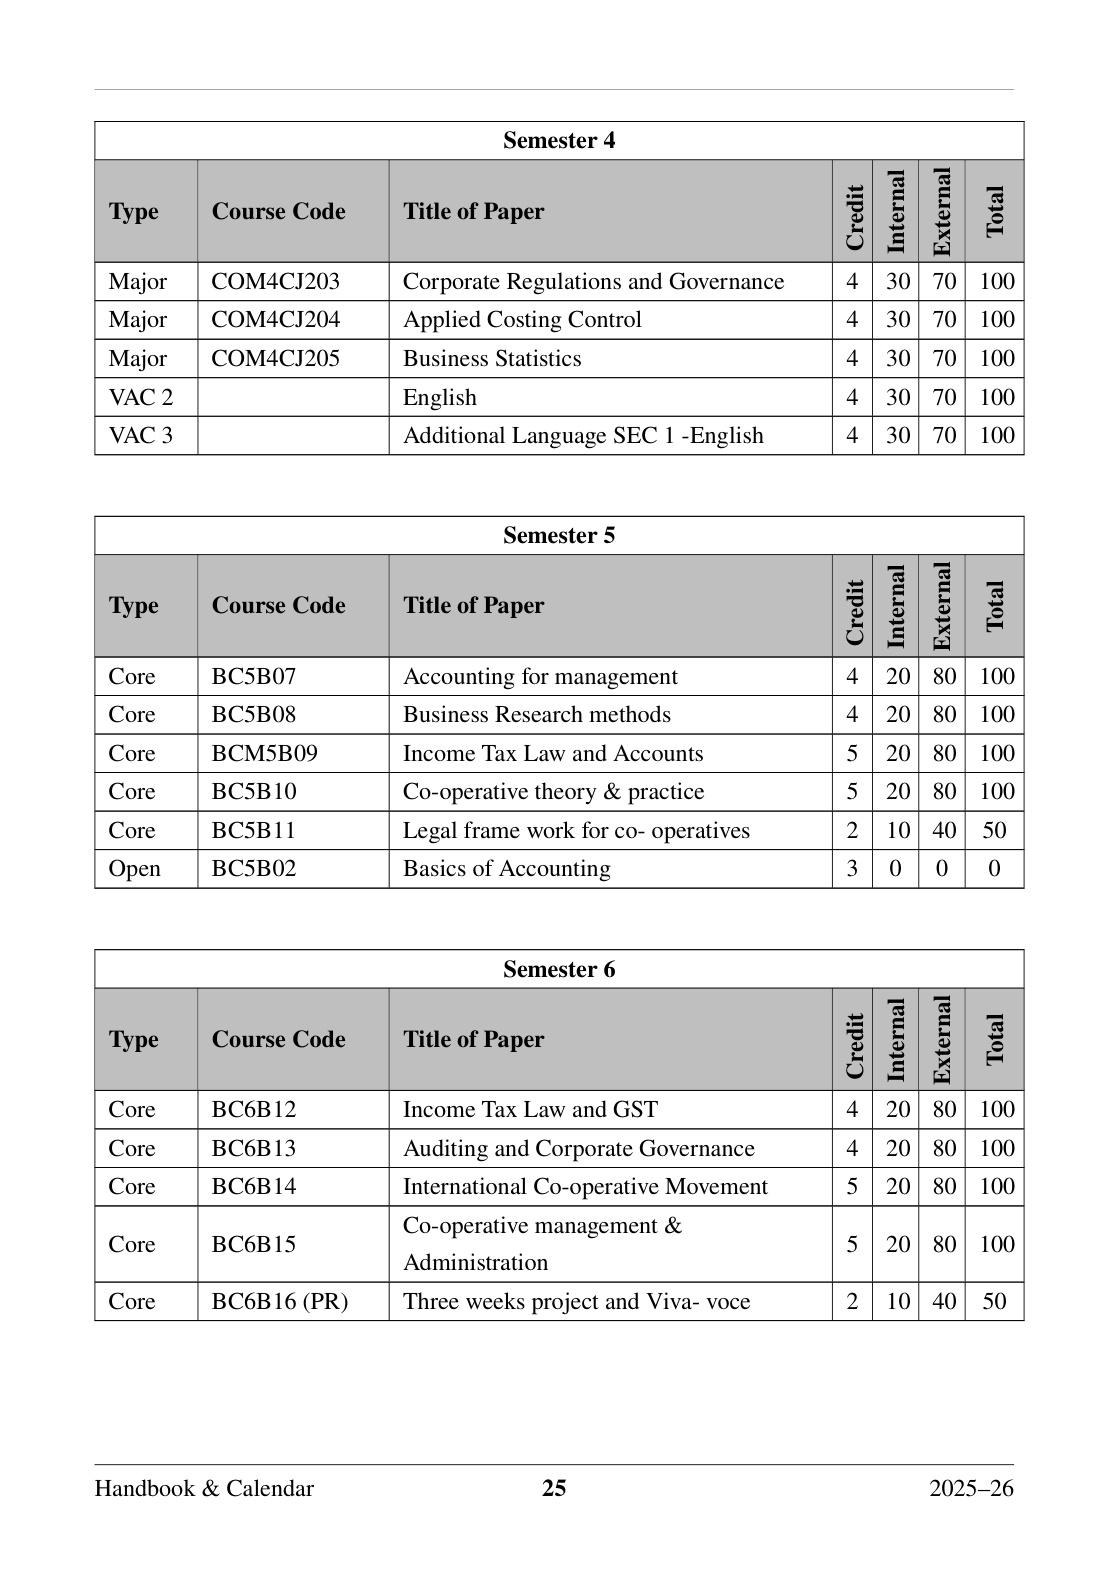 Semester 4
Type Course Code Title of Paper Credit Internal External Total
Major COM4CJ203 Corporate Regulations and Governance 4 30 70 100
Major COM4CJ204 Applied Costing Control 4 30 70 100
Major COM4CJ205 Business Statistics 4 30 70 100
VAC 2 English 4 30 70 100
VAC 3 Additional Language SEC 1 -English 4 30 70 100
Semester 5
Type Course Code Title of Paper Credit Internal External Total
Core BC5B07 Accounting for management 4 20 80 100
Core BC5B08 Business Research methods 4 20 80 100
Core BCM5B09 Income Tax Law and Accounts 5 20 80 100
Core BC5B10 Co-operative theory & practice 5 20 80 100
Core BC5B11 Legal frame work for co- operatives 2 10 40 50
Open BC5B02 Basics of Accounting 3 0 0 0
Semester 6
Type Course Code Title of Paper Credit Internal External Total
Core BC6B12 Income Tax Law and GST 4 20 80 100
Core BC6B13 Auditing and Corporate Governance 4 20 80 100
Core BC6B14 International Co-operative Movement 5 20 80 100
Core BC6B15 Co-operative management &
Administration 5 20 80 100
Core BC6B16 (PR) Three weeks project and Viva- voce 2 10 40 50
Handbook & Calendar 25 2025–26